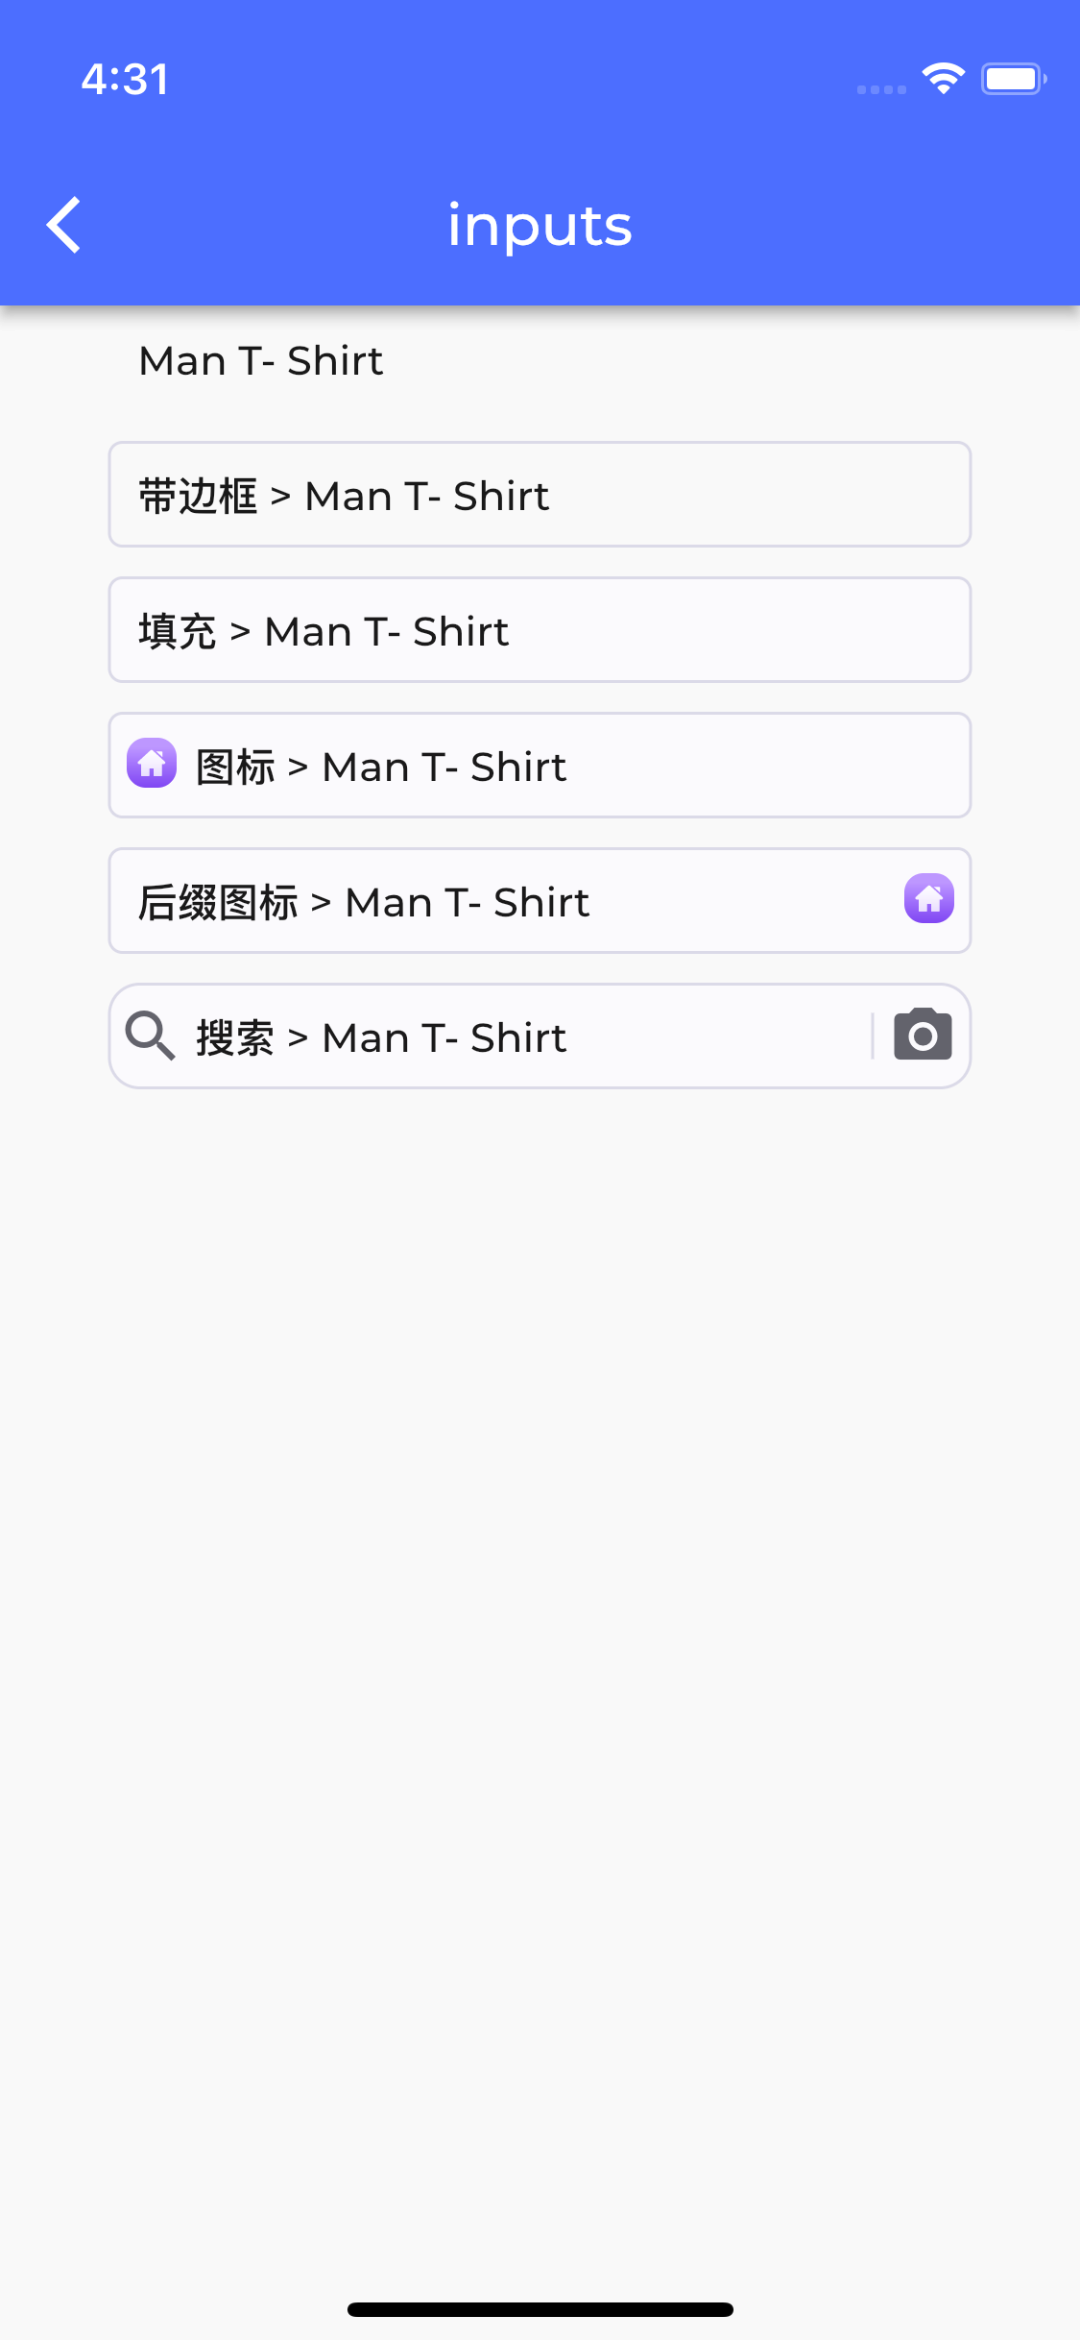 4:31
inputs
Man T- Shirt
带边框 > Man T- Shirt
填充 > Man T- Shirt
图标 > Man T- Shirt
后缀图标 > Man T- Shirt
搜索 > Man T- Shirt